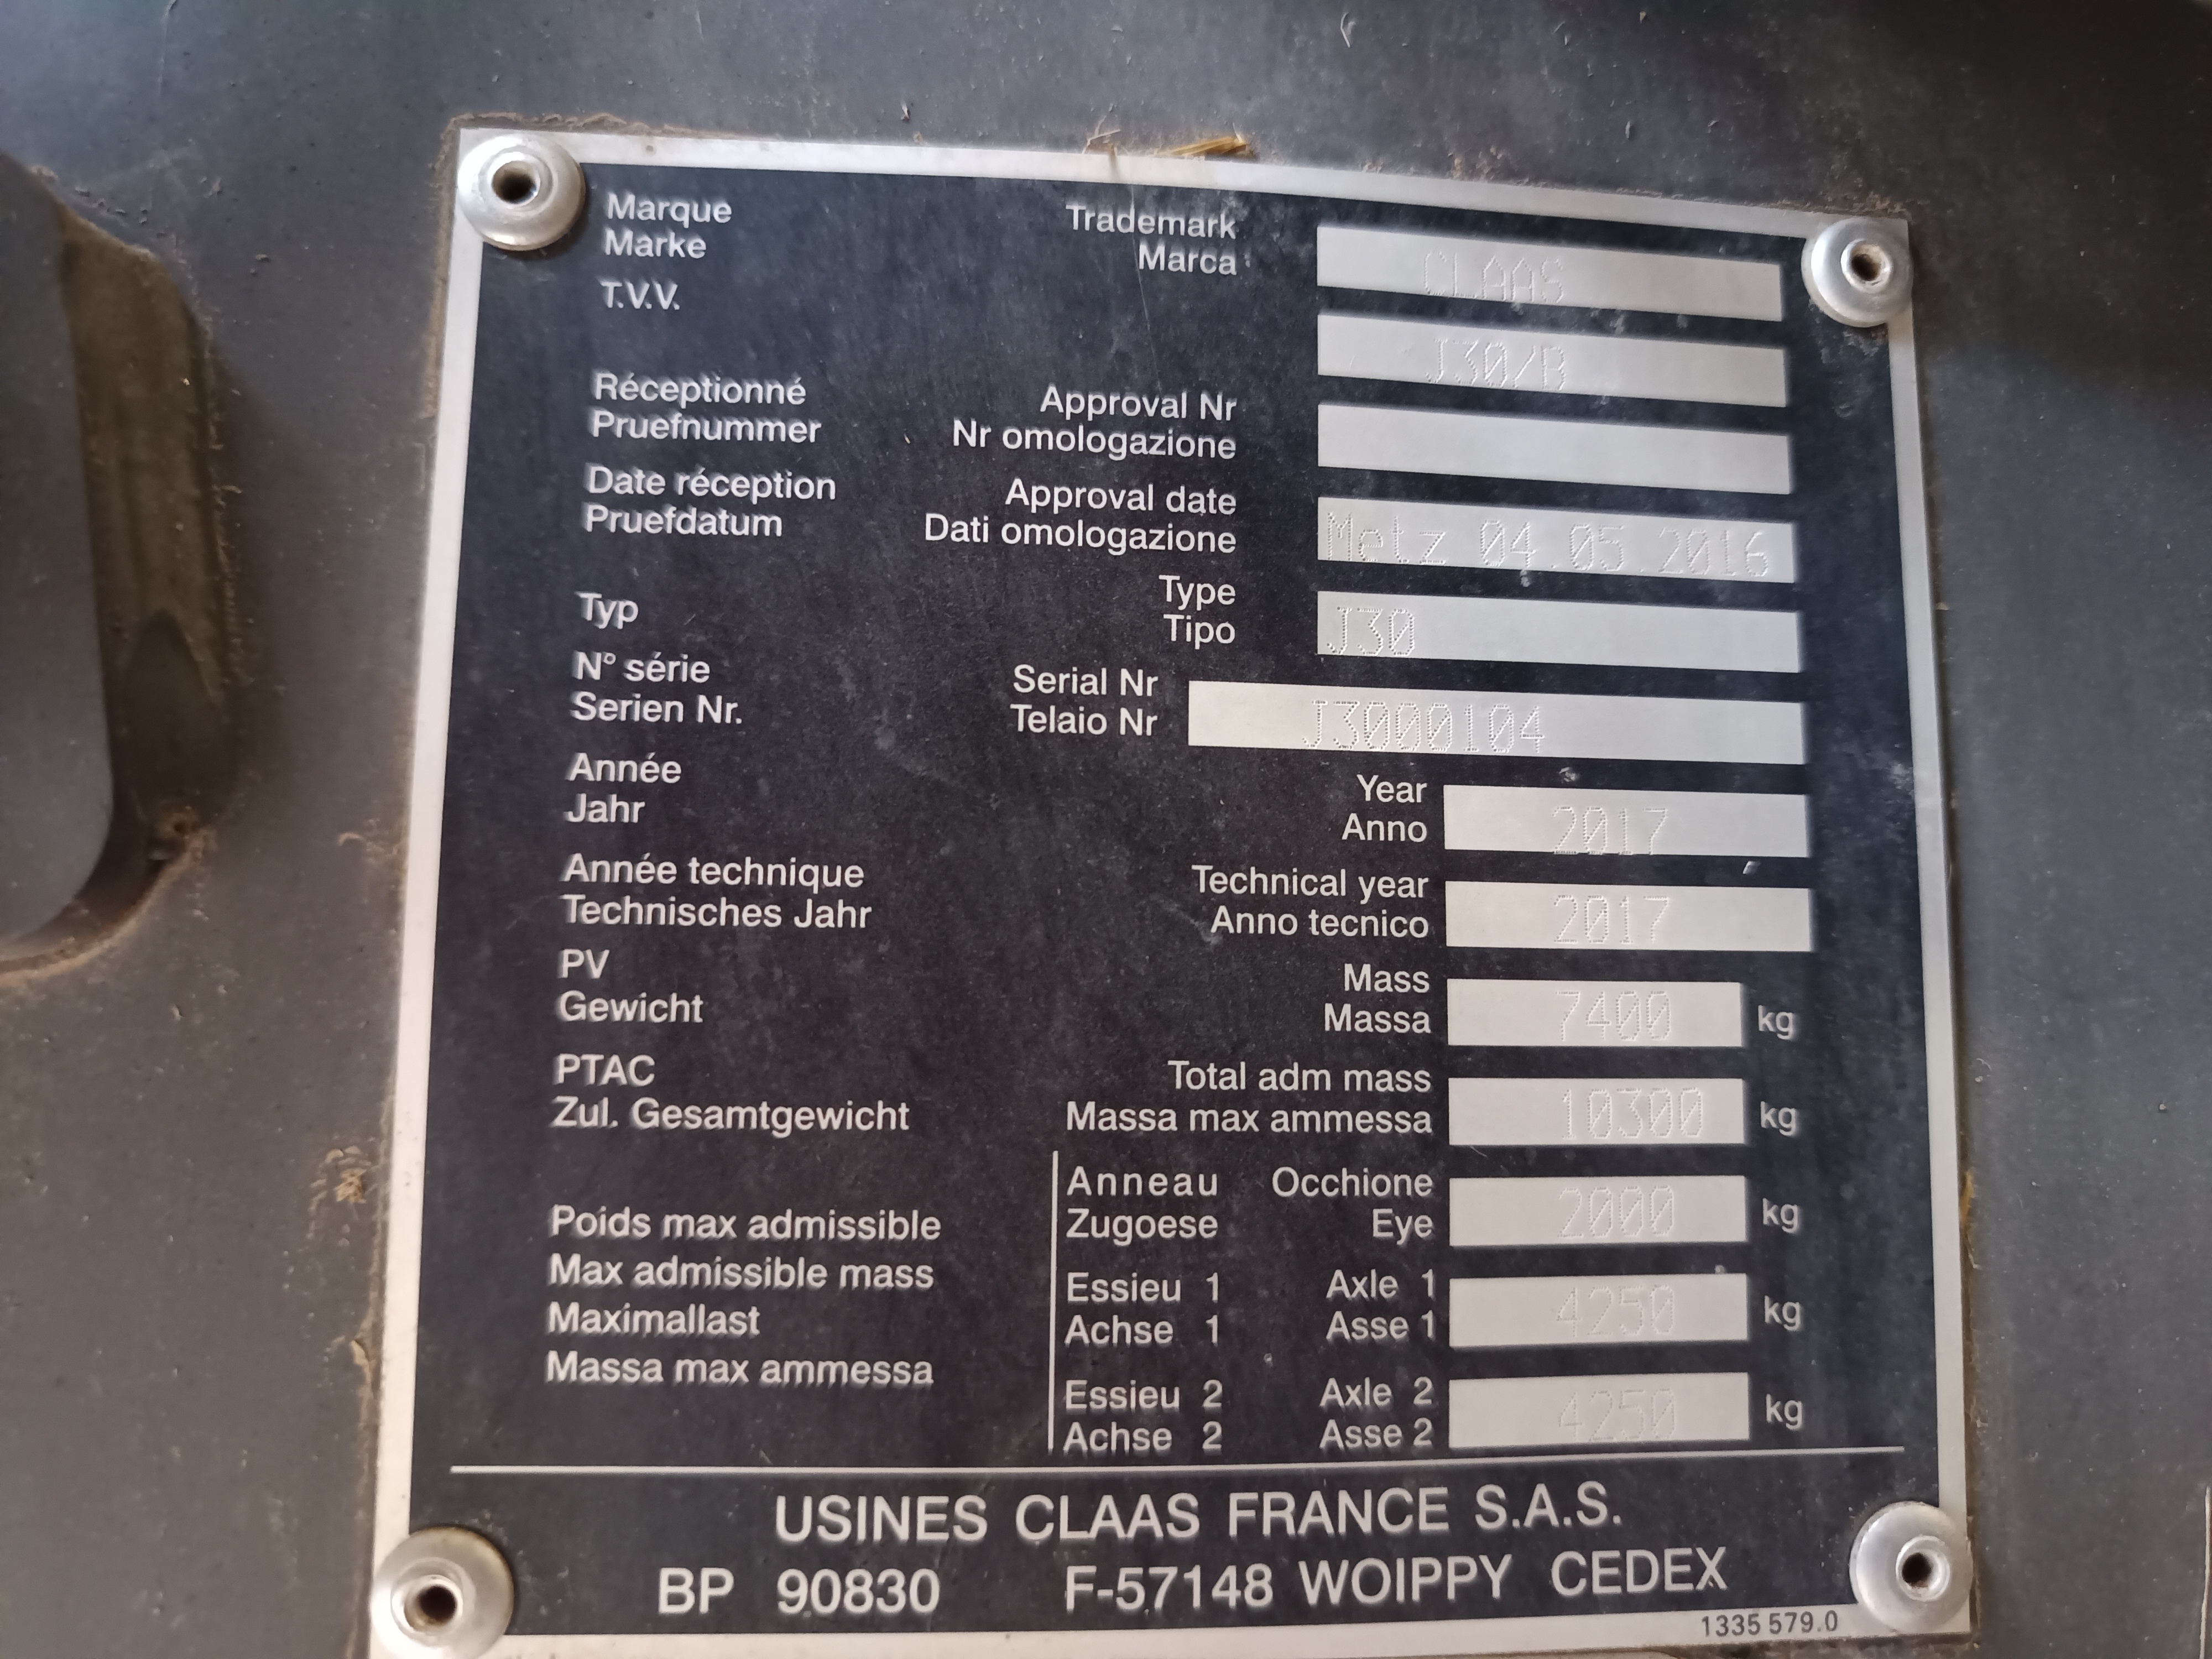 Marque Trademark
Marke Marca CLAAS
T.V.V. J30/B
Réceptionné Approval Nr
Pruefnummer Nr omologazione
Date réception Approval date
Pruefdatum Dati omologazione Metz 04.05.2016
Type
Typ Tipo J30
N° série Serial Nr
Serien Nr. Telaio Nr J3000104
Année Year
Jahr Anno 2017
Année technique Technical year
Technisches Jahr Anno tecnico 2017
PV Mass
Gewicht Massa 7400 kg
PTAC Total adm mass
Zul. Gesamtgewicht Massa max ammessa 10300 kg
Anneau Occhione
Poids max admissible Zugoese Eye 2000 kg
Max admissible mass Essieu 1 Axle 1
Maximallast Achse 1 Asse 1 4250 kg
Massa max ammessa Essieu 2 Axle 2
Achse 2 Asse 2 4250 kg
USINES CLAAS FRANCE S.A.S.
BP 90830 F-57148 WOIPPY CEDEX
1335 579.0